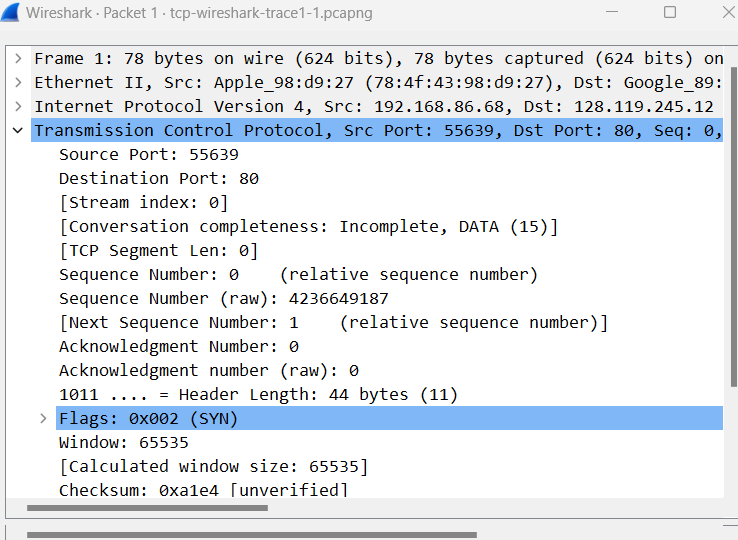 Wireshark · Packet 1 · tcp-wireshark-trace1-1.pcapng
Frame 1: 78 bytes on wire (624 bits), 78 bytes captured (624 bits) on
Ethernet II, Src: Apple_98:d9:27 (78:4f:43:98:d9:27), Dst: Google_89:
Internet Protocol Version 4, Src: 192.168.86.68, Dst: 128.119.245.12
Transmission Control Protocol, Src Port: 55639, Dst Port: 80, Seq: 0,
Source Port: 55639
Destination Port: 80
[Stream index: 0]
[Conversation completeness: Incomplete, DATA (15)]
[TCP Segment Len: 0]
Sequence Number: 0    (relative sequence number)
Sequence Number (raw): 4236649187
[Next Sequence Number: 1    (relative sequence number)]
Acknowledgment Number: 0
Acknowledgment number (raw): 0
1011 .... = Header Length: 44 bytes (11)
Flags: 0x002 (SYN)
Window: 65535
[Calculated window size: 65535]
Checksum: 0xa1e4 [unverified]